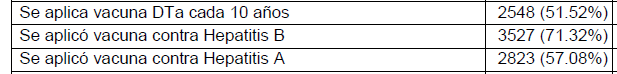 Se aplica vacuna DTa cada 10 años 2548 (51.52%)
Se aplicó vacuna contra Hepatitis B 3527 (71.32%)
Se aplicó vacuna contra Hepatitis A 2823 (57.08%)